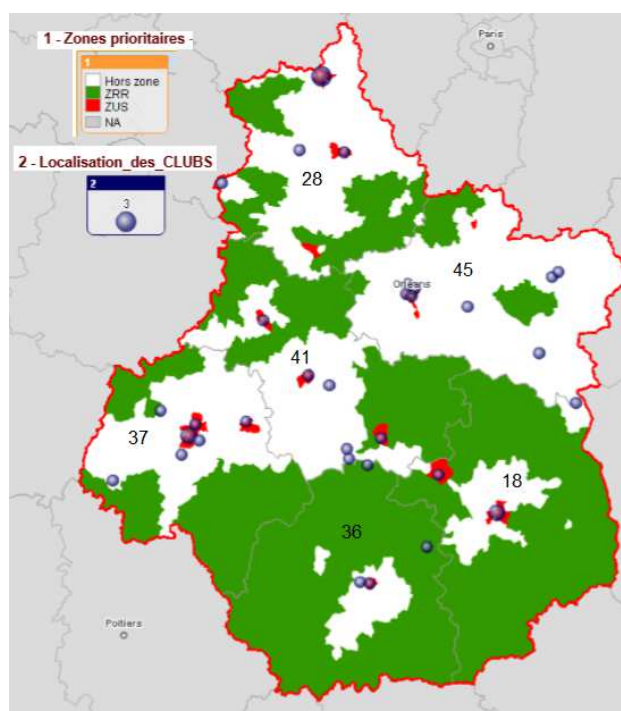 1 - Zones prioritaires -
1
Hors zone
ZRR
ZUS
NA
2 - Localisation_des_CLUBS
2
3
Paris
28
45
Orléans
41
37
18
36
Poitiers